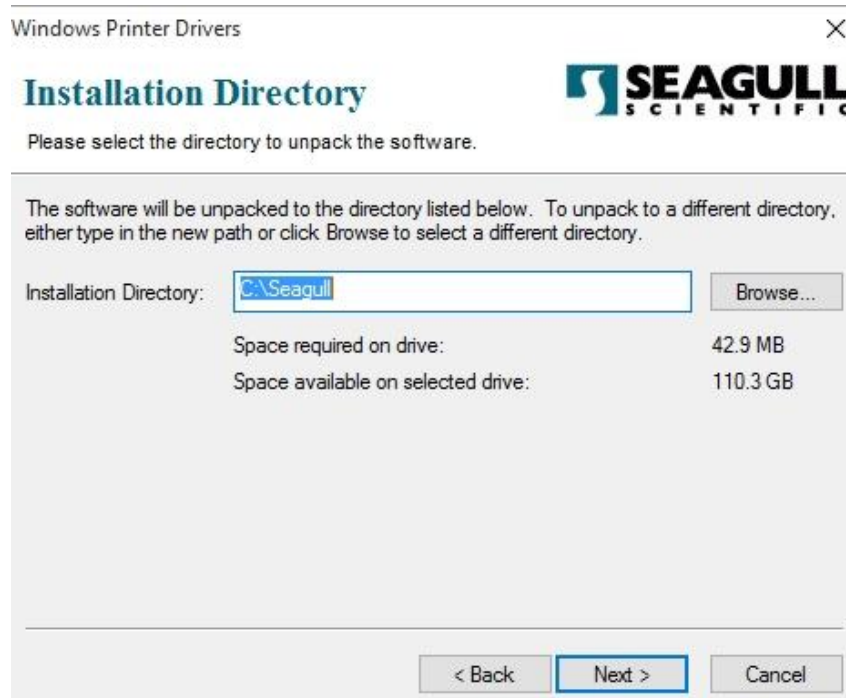 Windows Printer Drivers
Installation Directory
SEAGULL
SCIENTIFIC
Please select the directory to unpack the software.
The software will be unpacked to the directory listed below. To unpack to a different directory,
either type in the new path or click Browse to select a different directory.
Installation Directory: C:\Seagull Browse...
Space required on drive: 42.9 MB
Space available on selected drive: 110.3 GB
< Back Next > Cancel